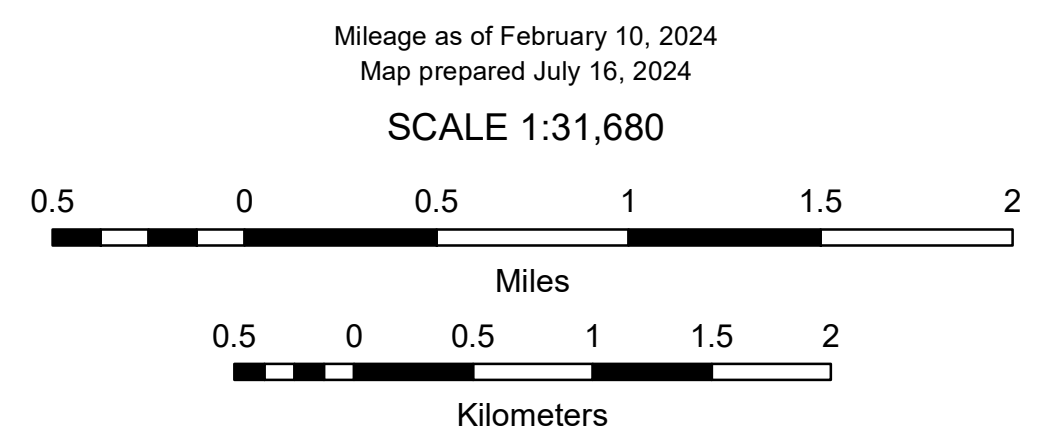 Mileage as of February 10, 2024
Map prepared July 16, 2024
SCALE 1:31,680
0.5 0 0.5 1 1.5 2
Miles
0.5 0 0.5 1 1.5 2
Kilometers